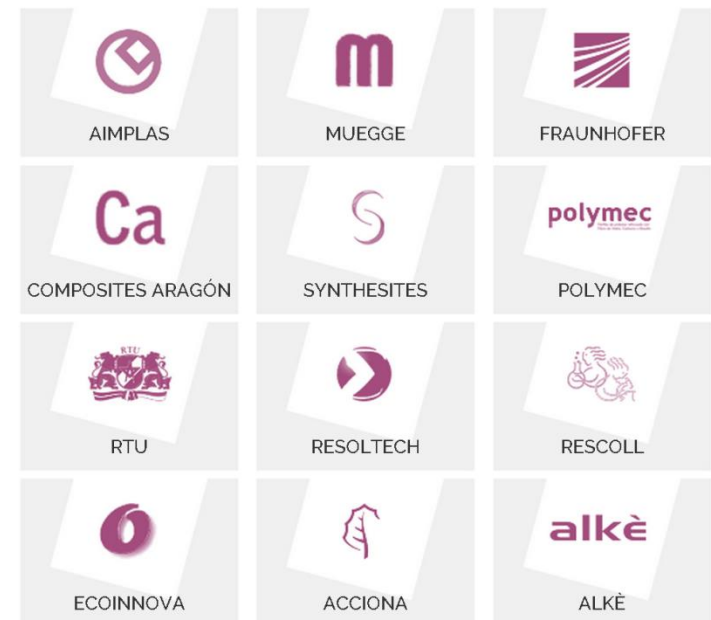 m
AIMPLAS
MUEGGE
FRAUNHOFER
Ca
S
polymec
COMPOSITES ARAGÓN
SYNTHESITES
POLYMEC
RTU
RTU
RESOLTECH
RESCOLL
alkè
ECOINNOVA
ACCIONA
ALKÈ